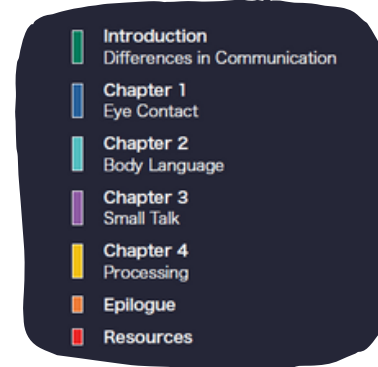 Introduction
Differences in Communication
Chapter 1
Eye Contact
Chapter 2
Body Language
Chapter 3
Small Talk
Chapter 4
Processing
Epilogue
Resources